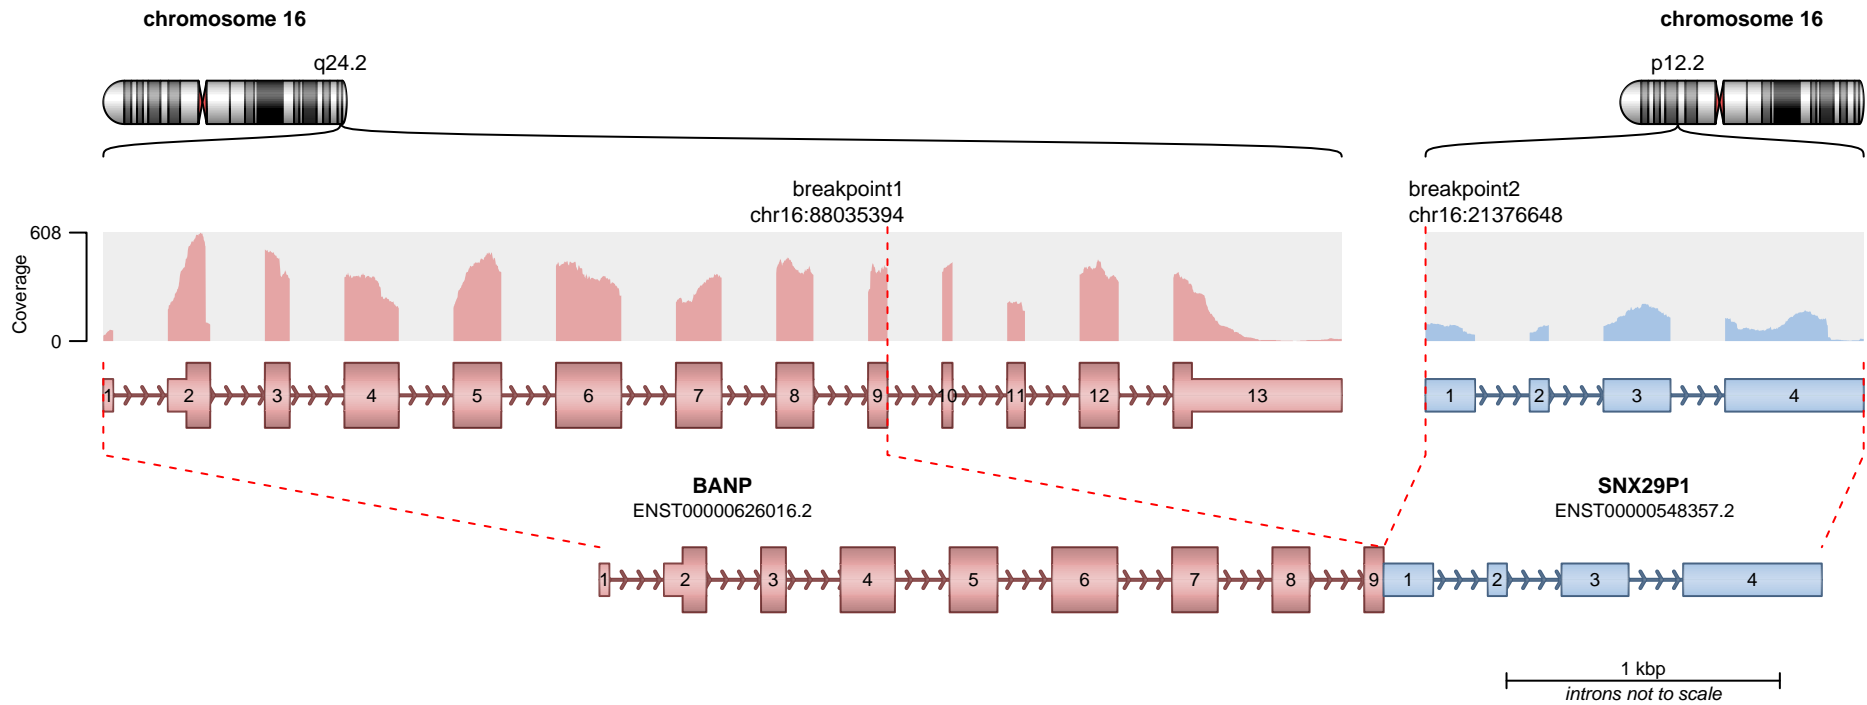 chromosome 16
chromosome 16
q24.2
p12.2
breakpoint1
chr16:88035394
breakpoint2
chr16:21376648
608
0
Coverage
1 2 3 4 5 6 7 8 9 10 11 12 13
1 2 3 4
BANP
ENST00000626016.2
SNX29P1
ENST00000548357.2
1 2 3 4 5 6 7 8 9 1 2 3 4
1 kbp
introns not to scale